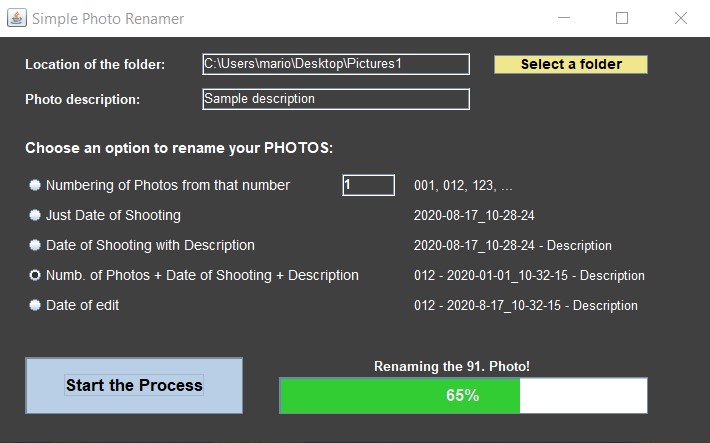 Simple Photo Renamer
Location of the folder: C:\Users\mario\Desktop\Pictures1 Select a folder
Photo description: Sample description
Choose an option to rename your PHOTOS:
Numbering of Photos from that number 1 001, 012, 123, ...
Just Date of Shooting 2020-08-17_10-28-24
Date of Shooting with Description 2020-08-17_10-28-24 - Description
Numb. of Photos + Date of Shooting + Description 012 - 2020-01-01_10-32-15 - Description
Date of edit 012 - 2020-8-17_10-32-15 - Description
Renaming the 91. Photo!
Start the Process 65%